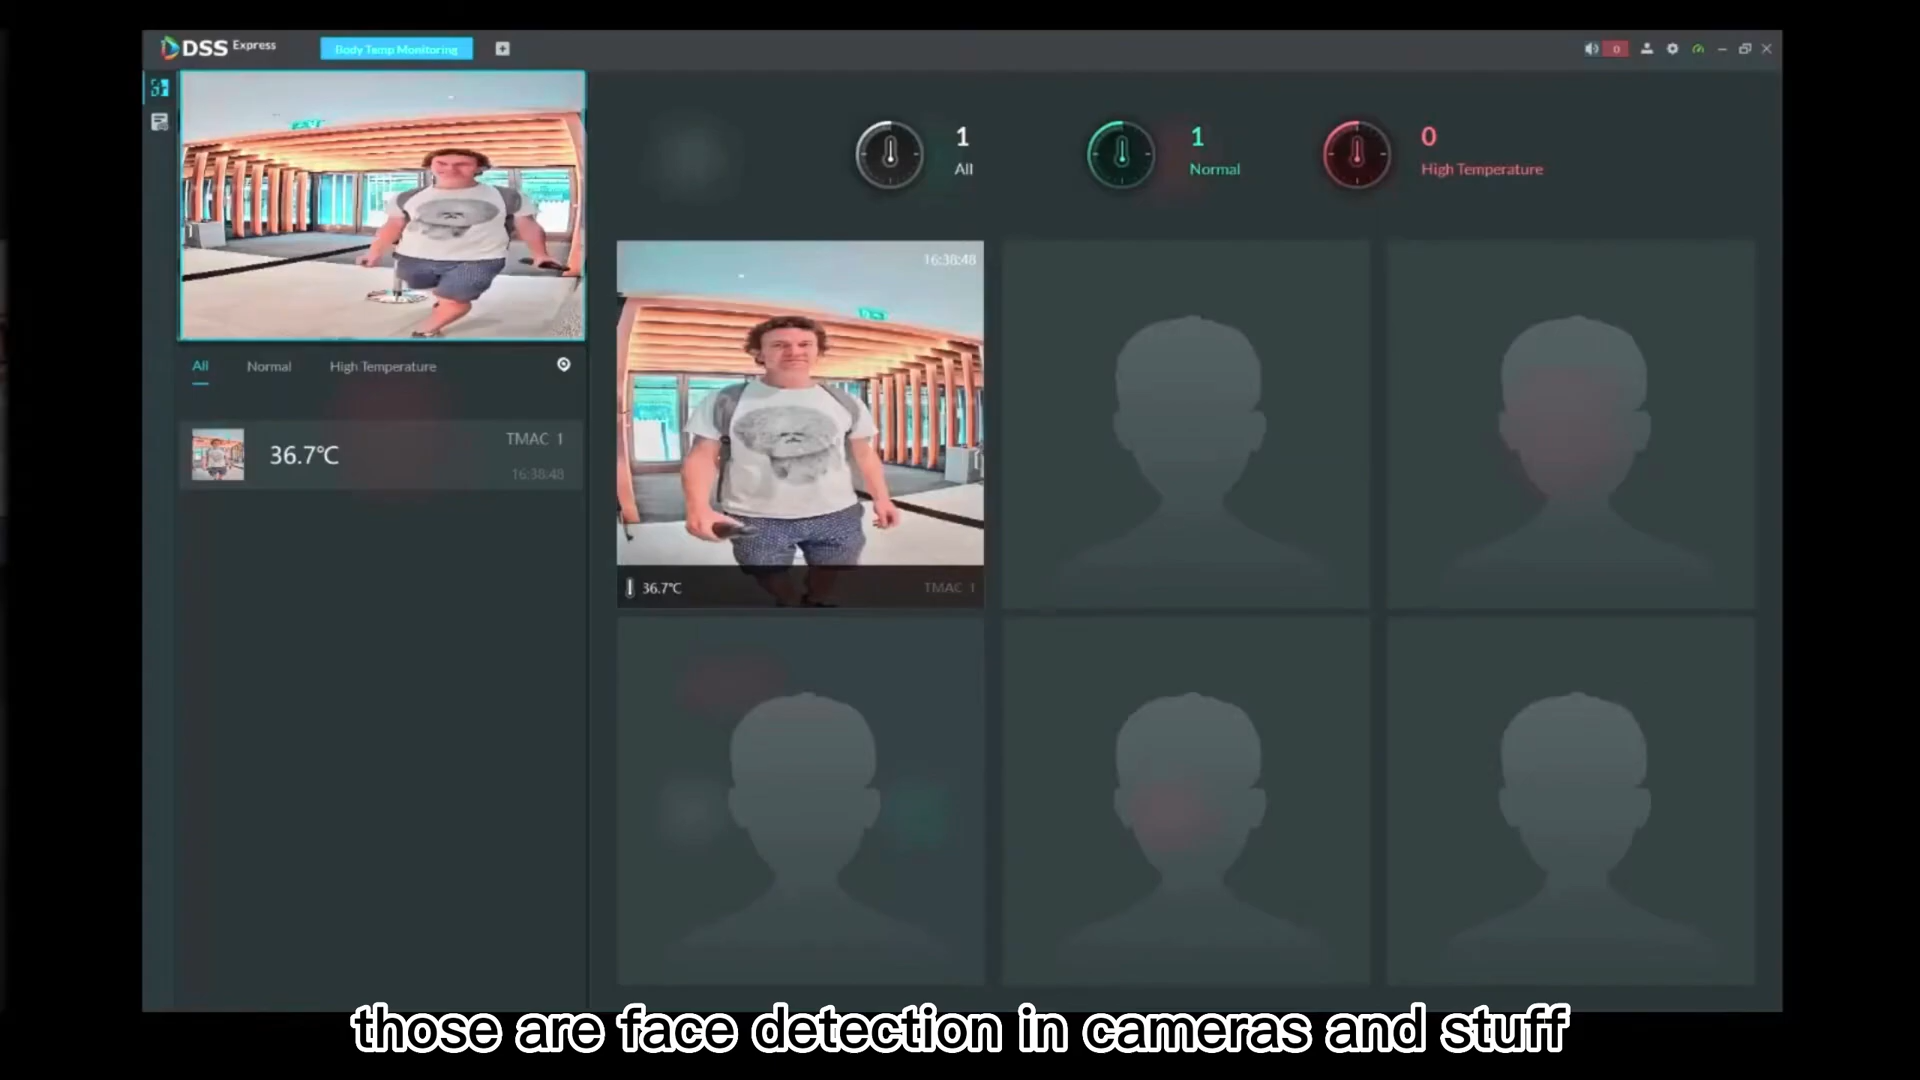 DSS Express
Body Temp Monitoring
0
1
All
1
Normal
0
High Temperature
All
Normal
High Temperature
36.7℃
TMAC 1
16:38:48
16:38:48
36.7℃
TMAC 1
those are face detection in cameras and stuff